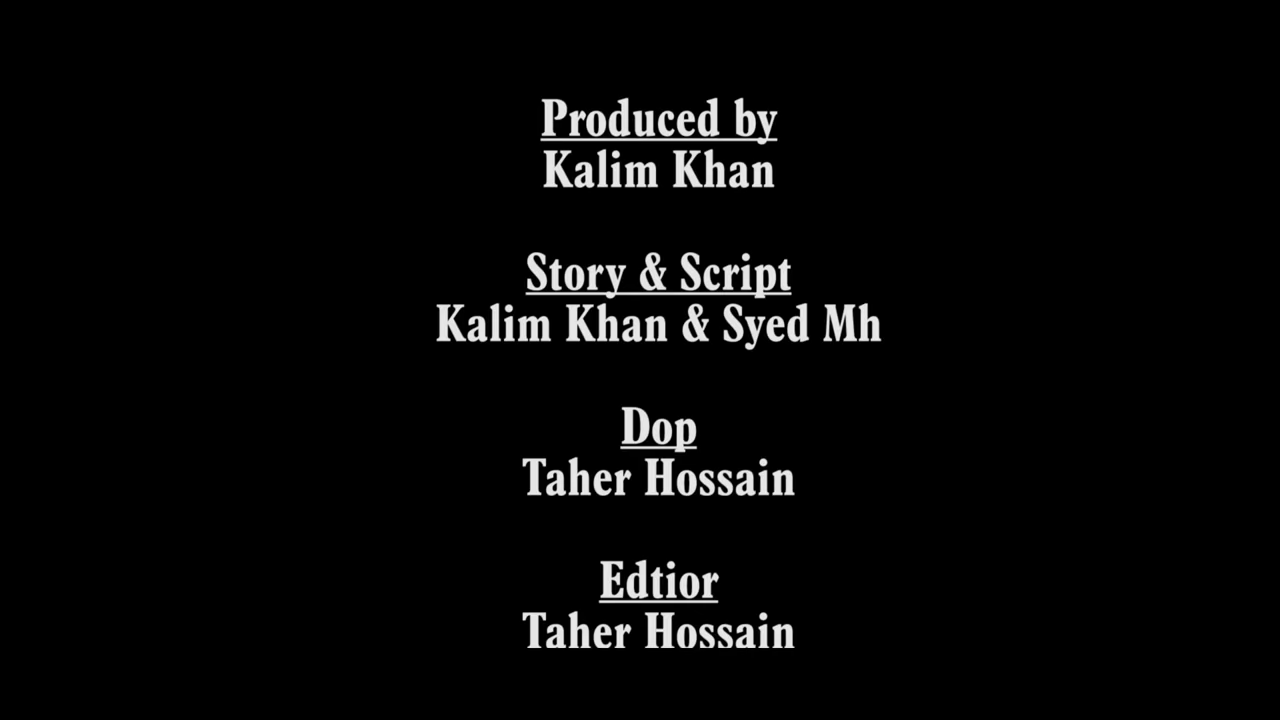 Produced by
Kalim Khan
Story & Script
Kalim Khan & Syed Mh
Dop
Taher Hossain
Edtior
Taher Hossain